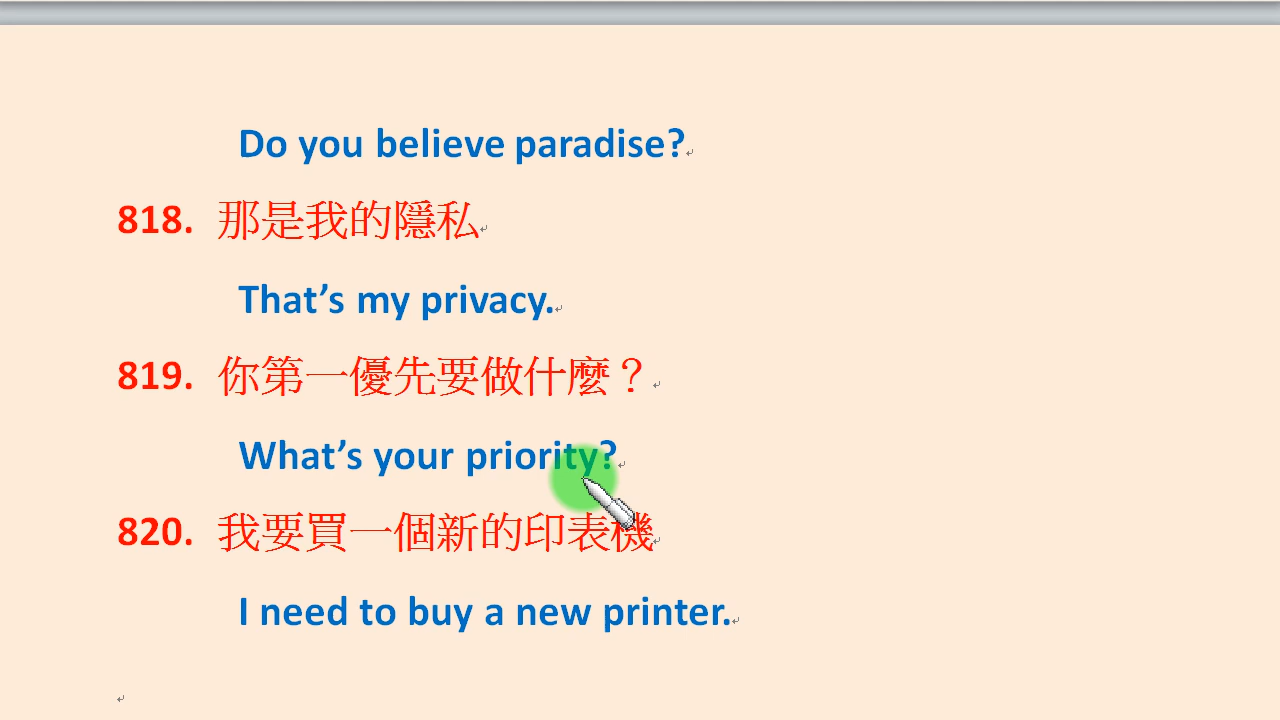 Do you believe paradise?
818. 那是我的隱私
That’s my privacy.
819. 你第一優先要做什麼？
What’s your priority?
820. 我要買一個新的印表機
I need to buy a new printer.